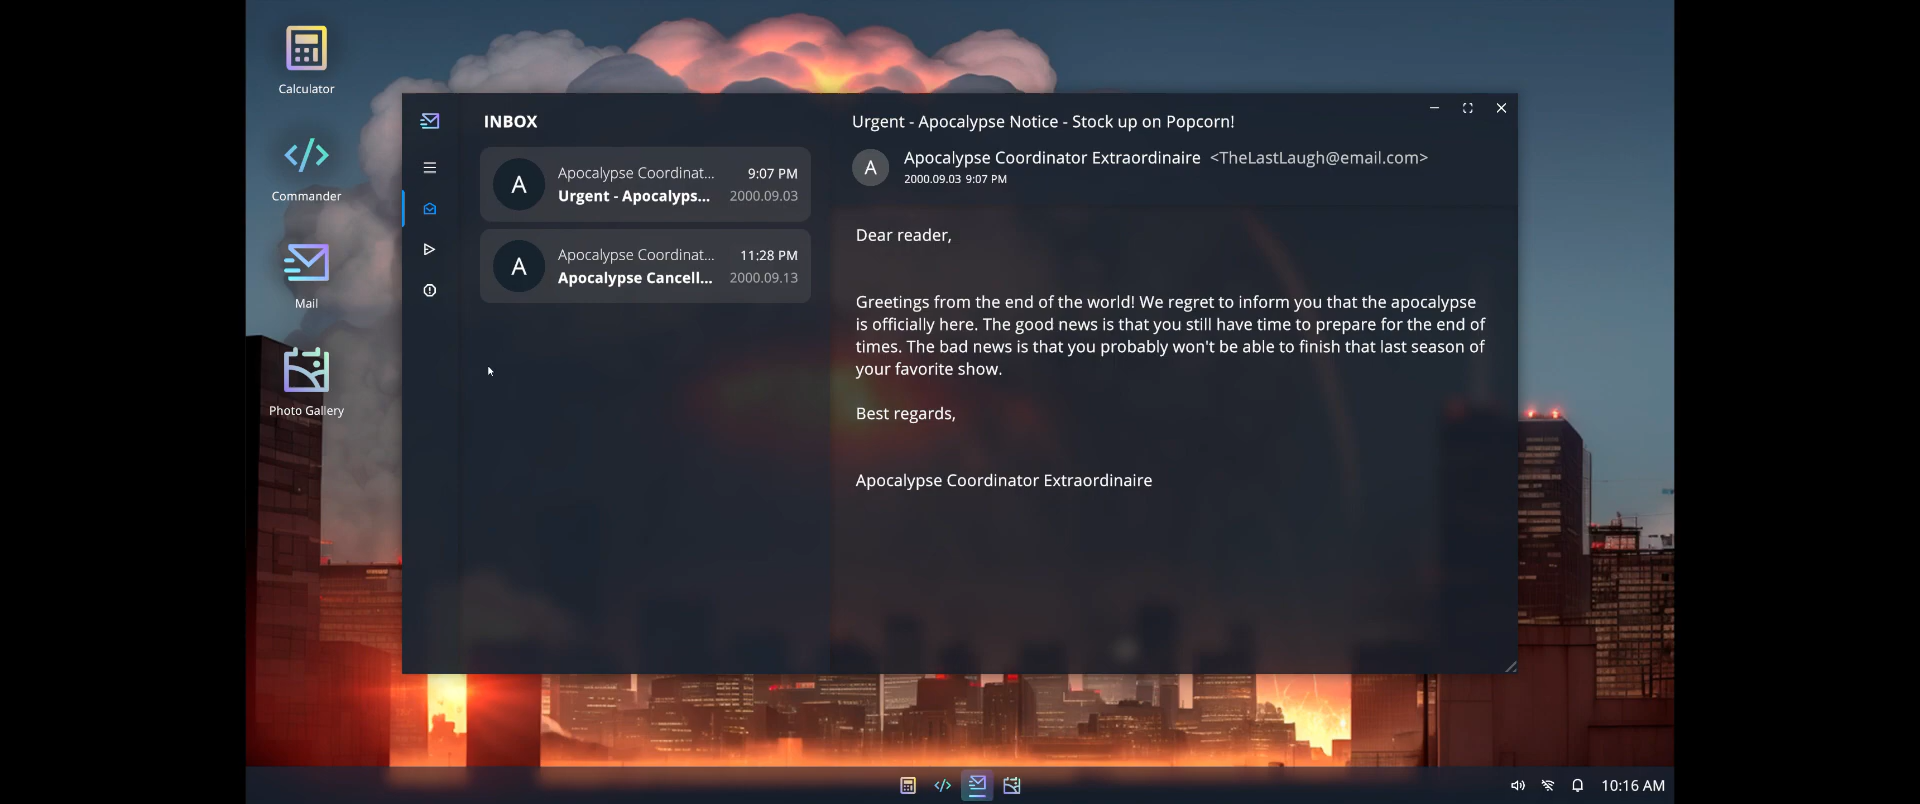 Calculator
Commander
Mail
Photo Gallery
INBOX
A
Apocalypse Coordinat...
9:07 PM
Urgent - Apocalyps...
2000.09.03
A
Apocalypse Coordinat...
11:28 PM
Apocalypse Cancell...
2000.09.13
Urgent - Apocalypse Notice - Stock up on Popcorn!
A
Apocalypse Coordinator Extraordinaire <TheLastLaugh@email.com>
2000.09.03 9:07 PM
Dear reader,
Greetings from the end of the world! We regret to inform you that the apocalypse
is officially here. The good news is that you still have time to prepare for the end of
times. The bad news is that you probably won't be able to finish that last season of
your favorite show.
Best regards,
Apocalypse Coordinator Extraordinaire
10:16 AM